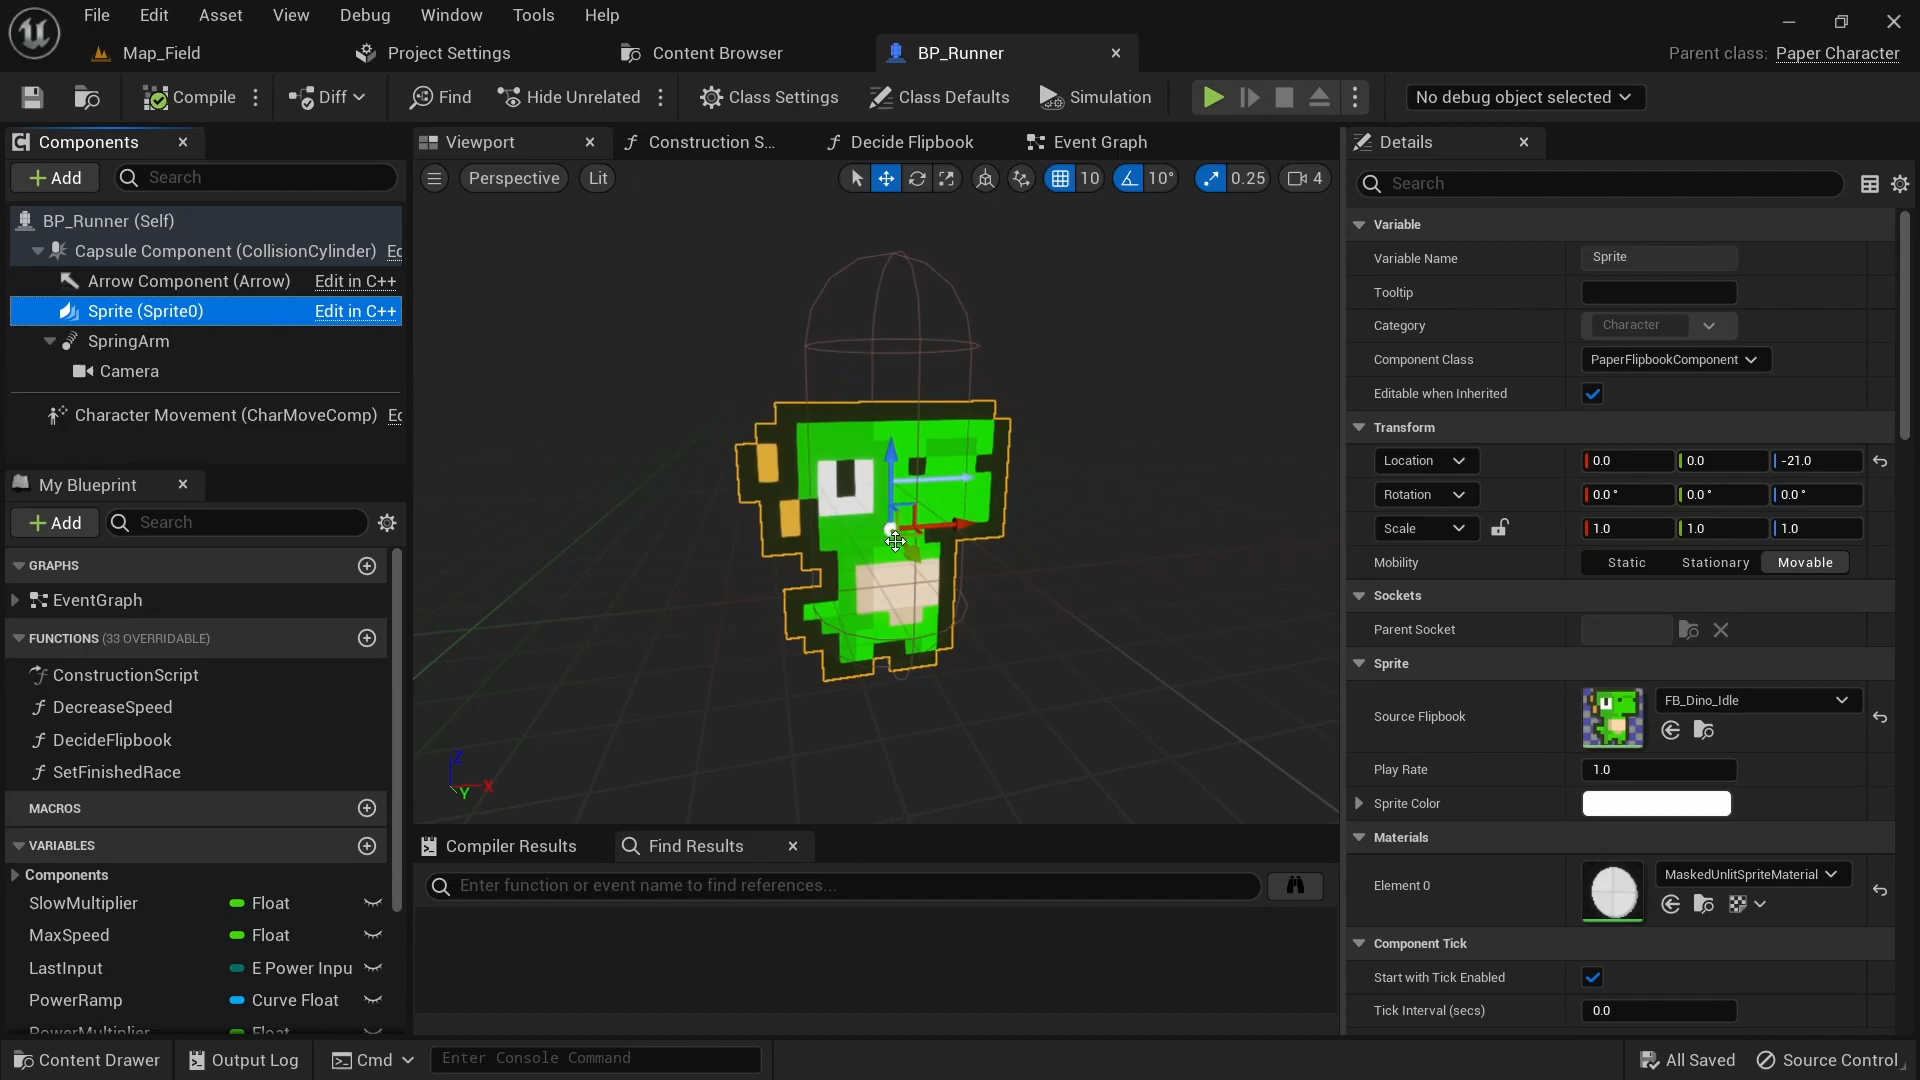 File Edit Asset View Debug Window Tools Help
Map_Field Project Settings Content Browser BP_Runner Parent class: Paper Character
Compile Diff Find Hide Unrelated Class Settings Class Defaults Simulation No debug object selected
Components
Add Search
BP_Runner (Self)
Capsule Component (CollisionCylinder)
Arrow Component (Arrow) Edit in C++
Sprite (Sprite0) Edit in C++
SpringArm
Camera
Character Movement (CharMoveComp)
My Blueprint
Add Search
GRAPHS
EventGraph
FUNCTIONS (33 OVERRIDABLE)
ConstructionScript
DecreaseSpeed
DecideFlipbook
SetFinishedRace
MACROS
VARIABLES
Components
SlowMultiplier Float
MaxSpeed Float
LastInput E Power Inpu
PowerRamp Curve Float
PowerMultiplier Float
Viewport Construction S... Decide Flipbook Event Graph
Perspective Lit 10 10° 0.25 4
Z
X
Y
Compiler Results Find Results
Enter function or event name to find references...
Details
Search
Variable
Variable Name Sprite
Tooltip
Category Character
Component Class PaperFlipbookComponent
Editable when Inherited
Transform
Location 0.0 0.0 -21.0
Rotation 0.0° 0.0° 0.0°
Scale 1.0 1.0 1.0
Mobility Static Stationary Movable
Sockets
Parent Socket
Sprite
Source Flipbook FB_Dino_Idle
Play Rate 1.0
Sprite Color
Materials
Element 0 MaskedUnlitSpriteMaterial
Component Tick
Start with Tick Enabled
Tick Interval (secs) 0.0
Content Drawer Output Log Cmd Enter Console Command All Saved Source Control